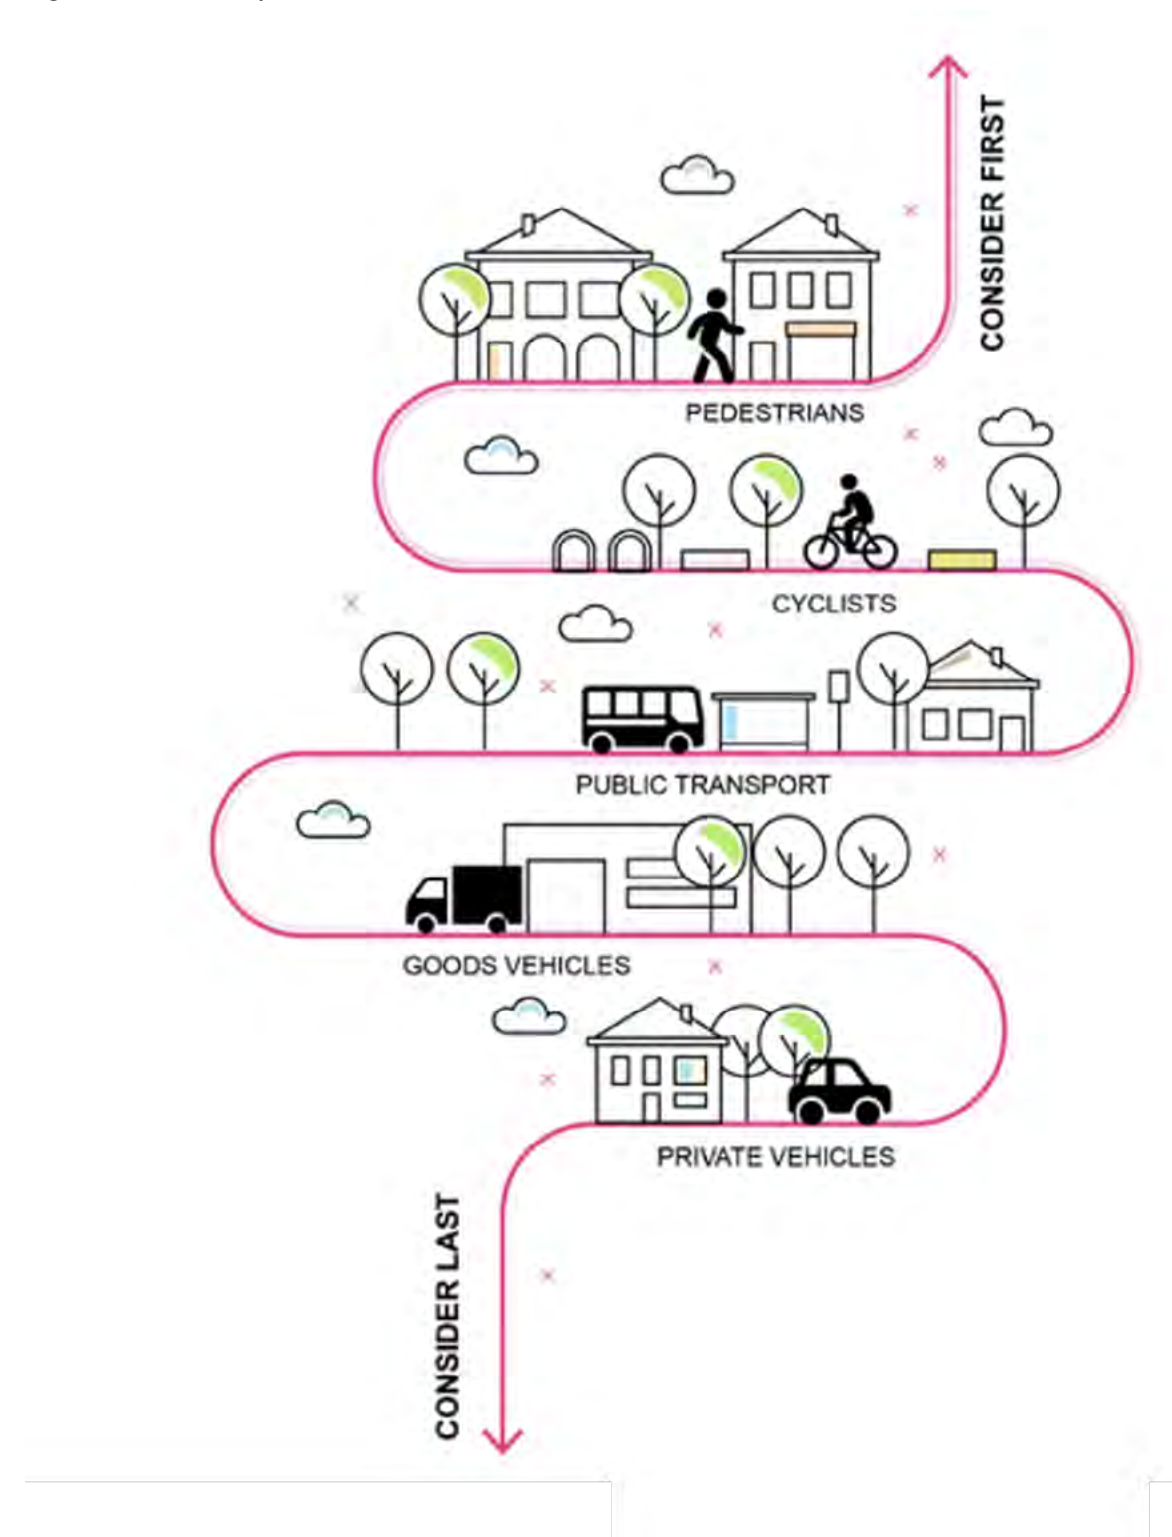 CONSIDER FIRST
PEDESTRIANS
CYCLISTS
PUBLIC TRANSPORT
GOODS VEHICLES
PRIVATE VEHICLES
CONSIDER LAST